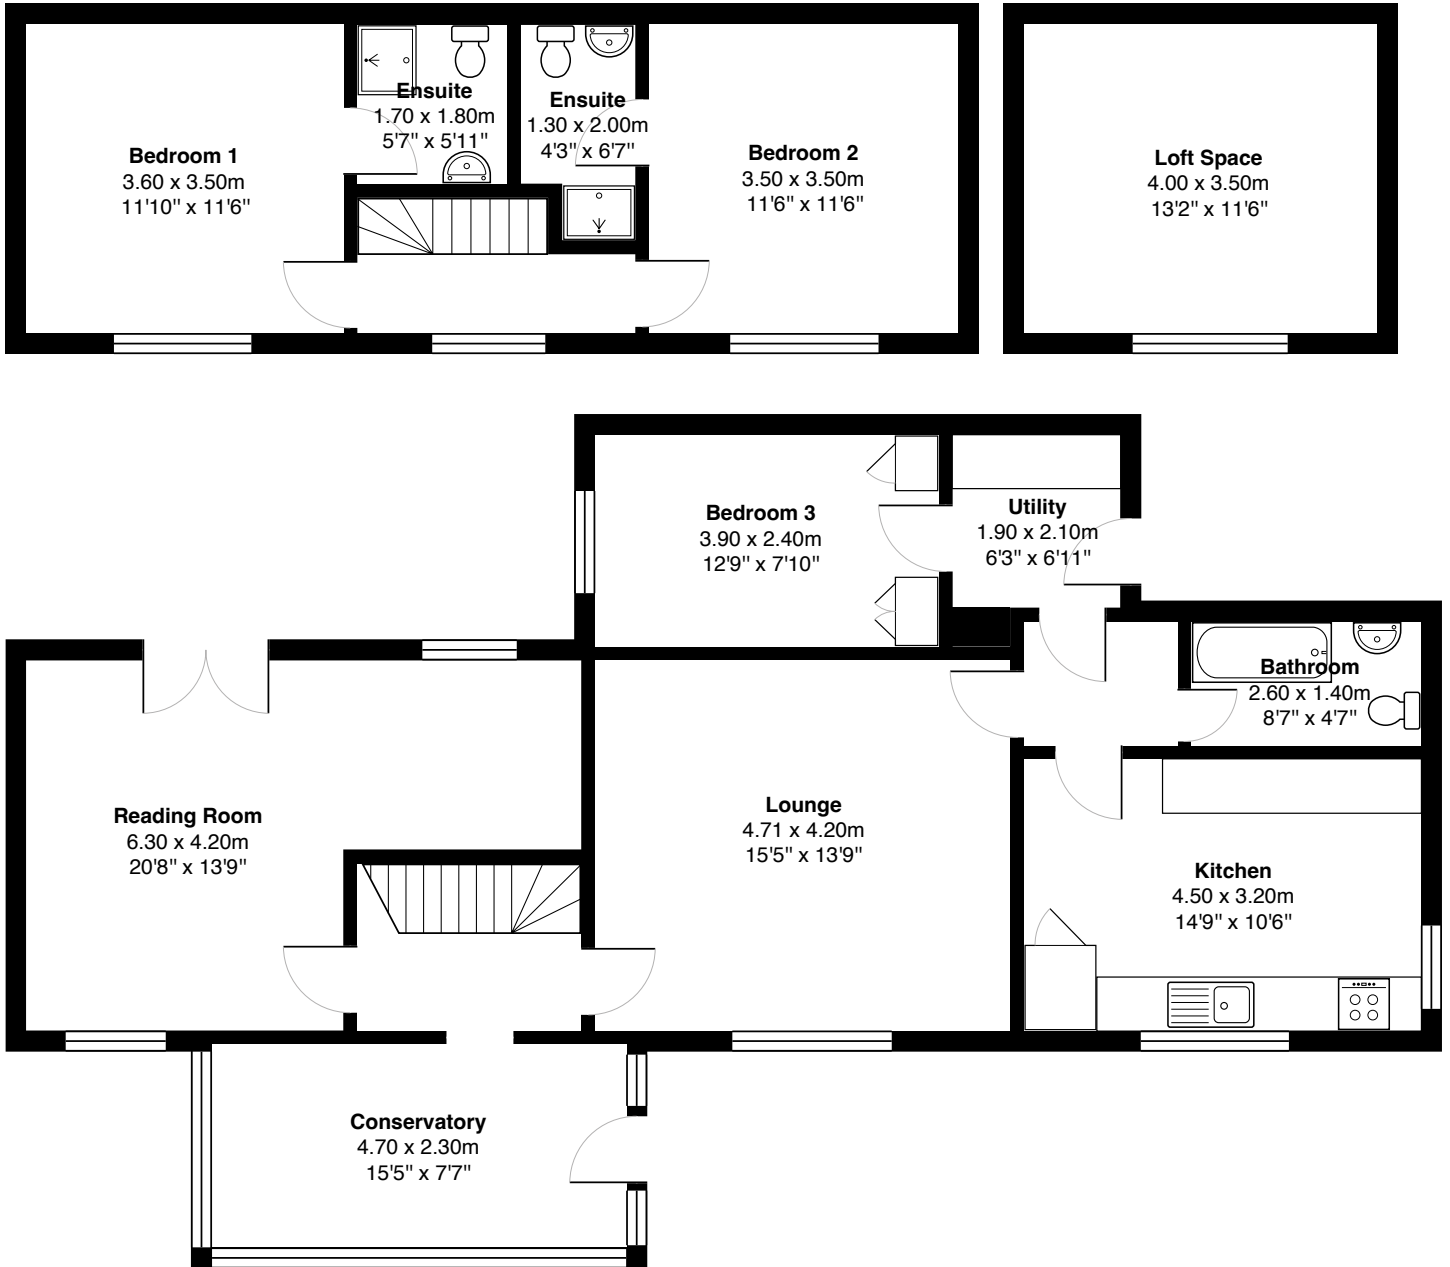 Bedroom 1
3.60 x 3.50m
11'10" x 11'6"
Ensuite
1.70 x 1.80m
5'7" x 5'11"
Ensuite
1.30 x 2.00m
4'3" x 6'7"
Bedroom 2
3.50 x 3.50m
11'6" x 11'6"
Loft Space
4.00 x 3.50m
13'2" x 11'6"
Bedroom 3
3.90 x 2.40m
12'9" x 7'10"
Utility
1.90 x 2.10m
6'3" x 6'11"
Bathroom
2.60 x 1.40m
8'7" x 4'7"
Reading Room
6.30 x 4.20m
20'8" x 13'9"
Lounge
4.71 x 4.20m
15'5" x 13'9"
Kitchen
4.50 x 3.20m
14'9" x 10'6"
Conservatory
4.70 x 2.30m
15'5" x 7'7"